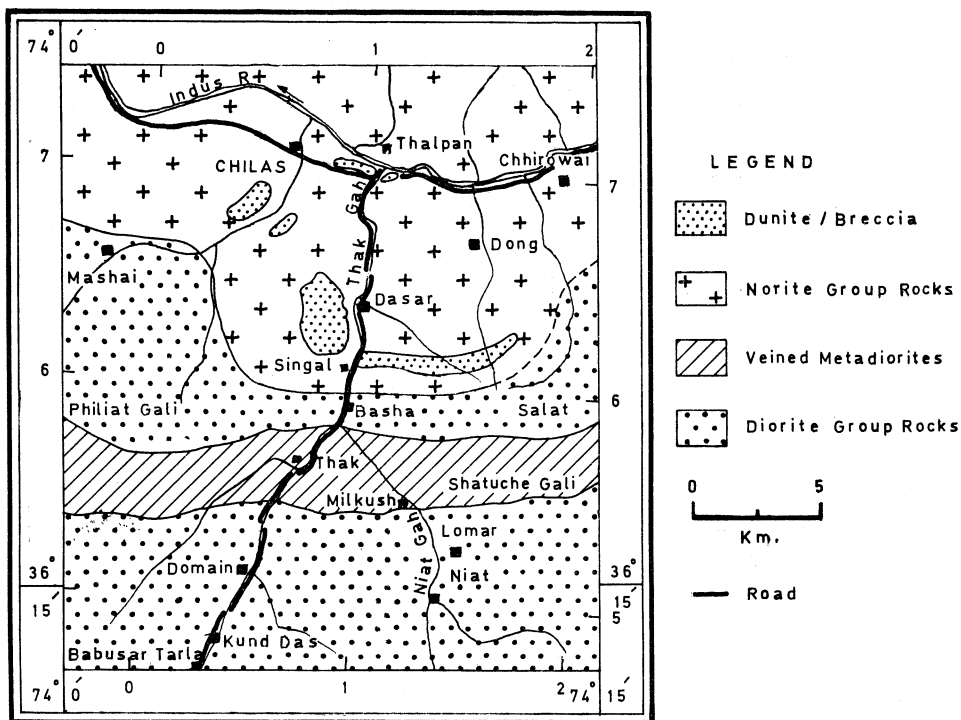 74° 0′ 0 1 2
Indus R.
Thalpan
7
CHILAS
Chhirowai
7
Thak Gah
Mashai
Dong
Dasar
6
Singal
Philiat Gali
Basha
Salat
6
Thak
Shatuche Gali
Milkush
Niat Gah
Lomar
36
Domain
Niat
36°
15′
15′
5
Kund Das
Babusar Tarla
74° 0′ 0 1 2 74° 15′
LEGEND
Dunite / Breccia
Norite Group Rocks
Veined Metadiorites
Diorite Group Rocks
0 5
Km.
Road